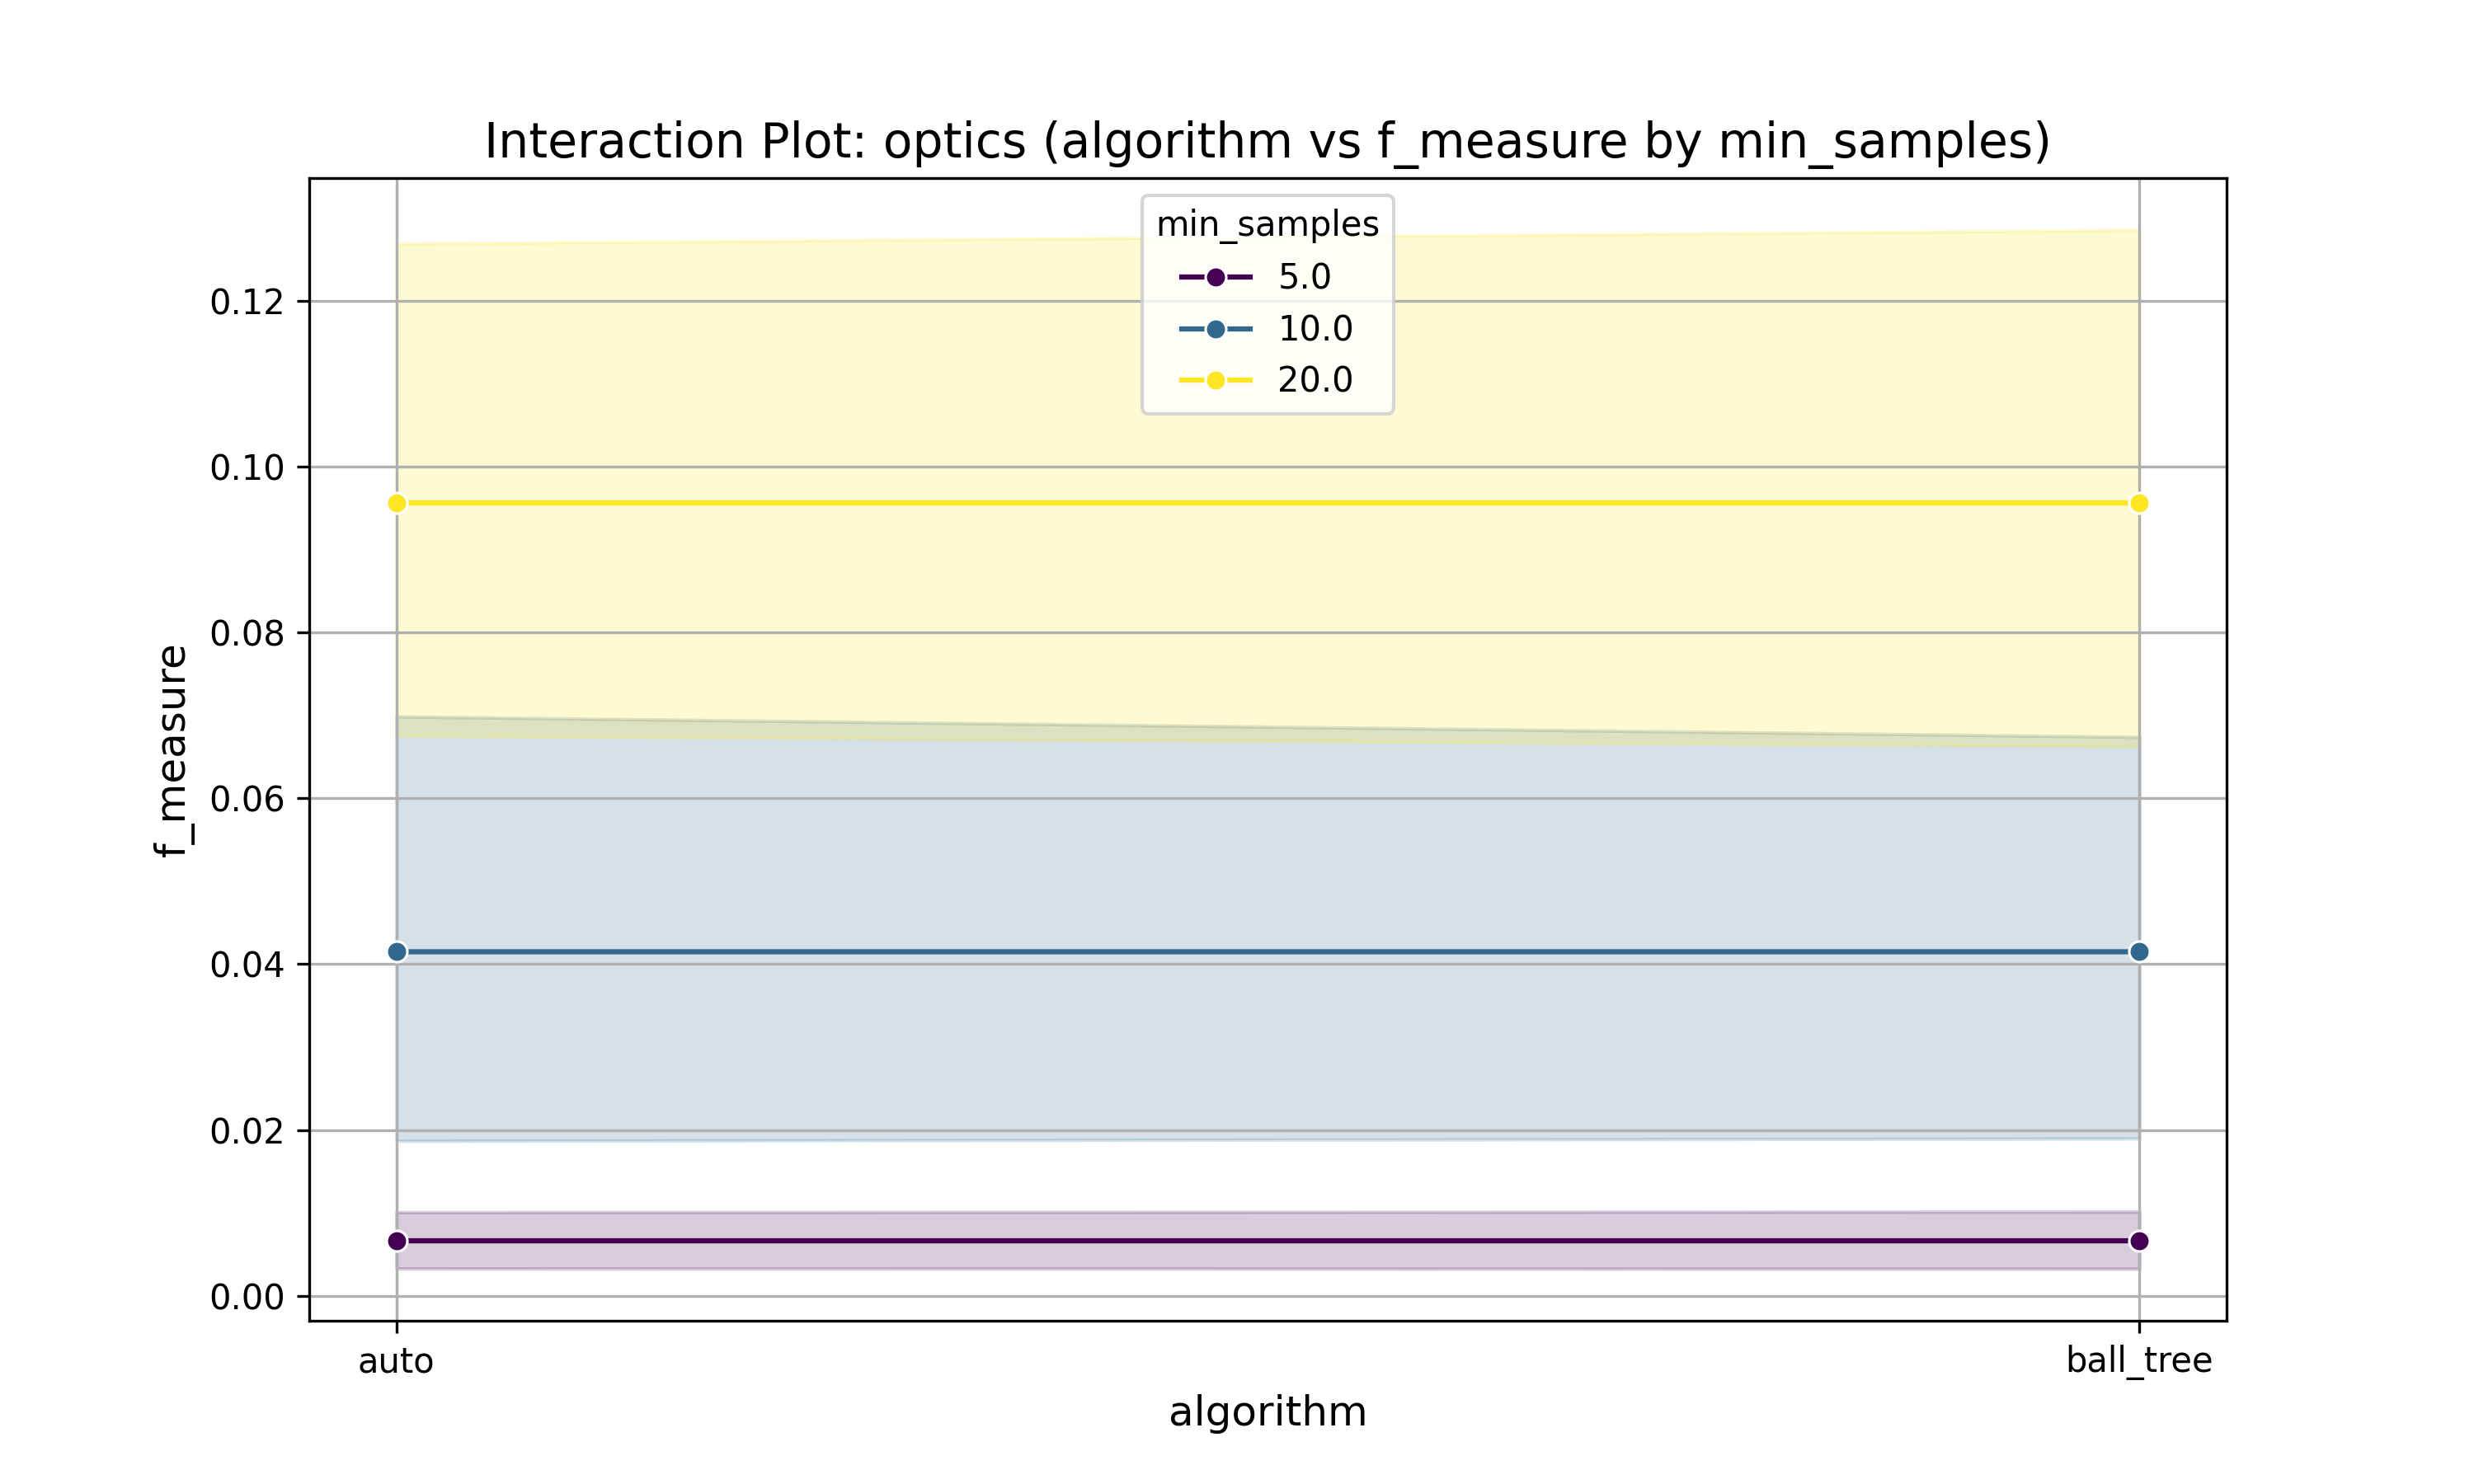 Interaction Plot: optics (algorithm vs f_measure by min_samples)
min_samples
5.0
10.0
20.0
0.12
0.10
0.08
0.06
0.04
0.02
0.00
f_measure
auto
ball_tree
algorithm